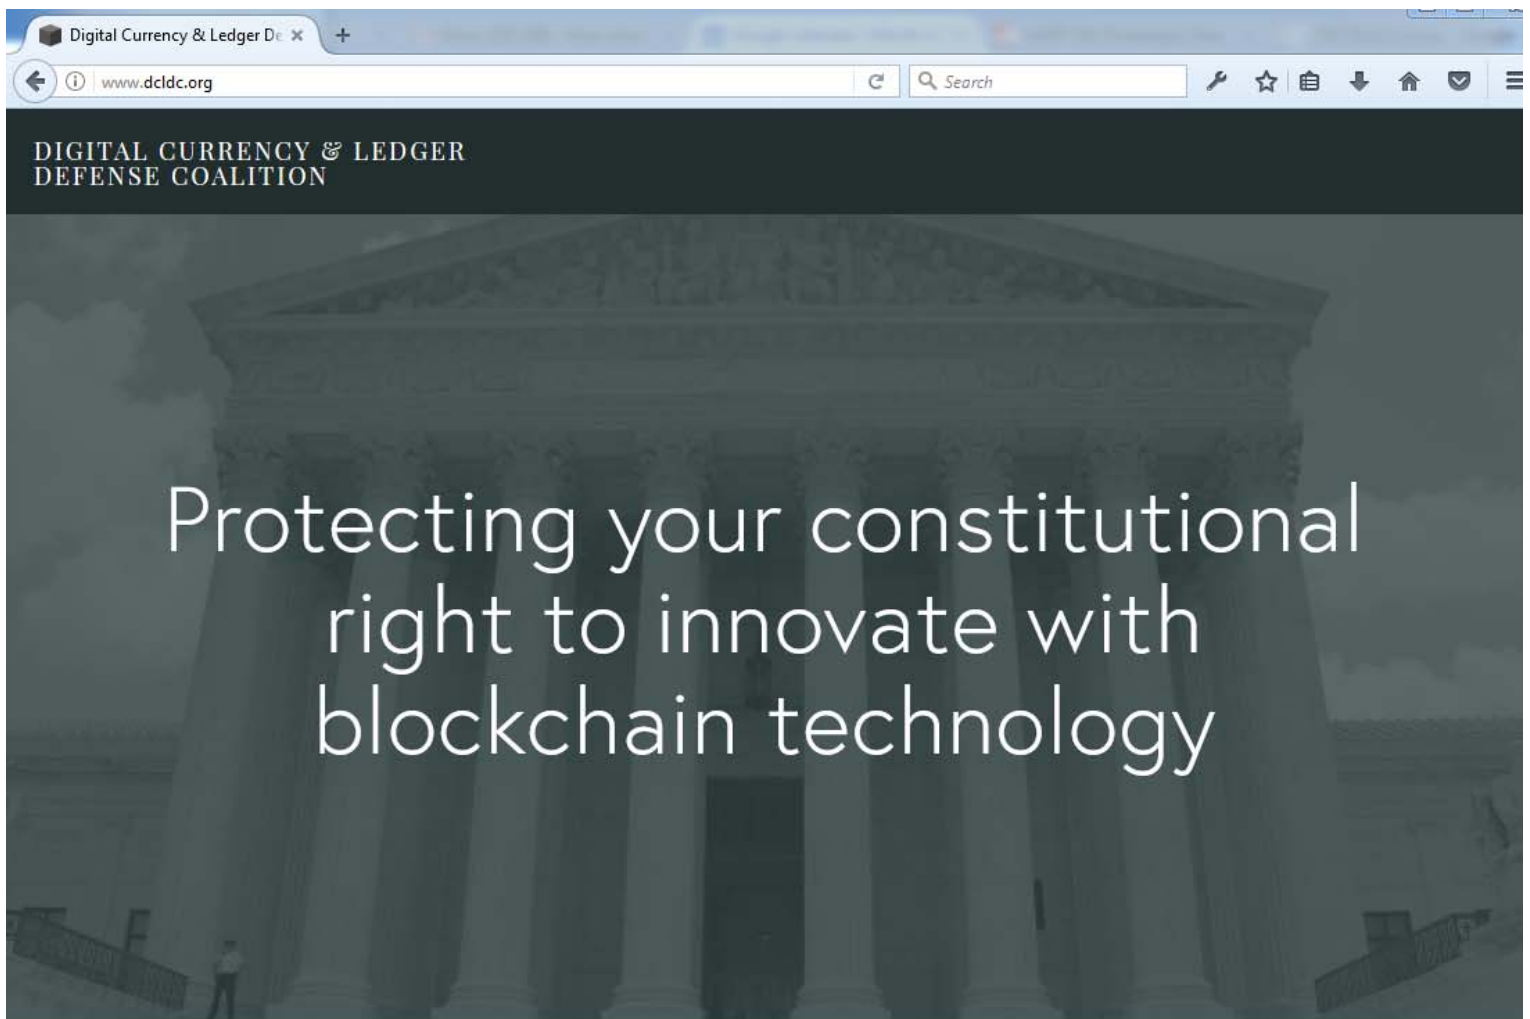 Digital Currency & Ledger De
www.dcldc.org
Search
DIGITAL CURRENCY & LEDGER
DEFENSE COALITION
Protecting your constitutional
right to innovate with
blockchain technology